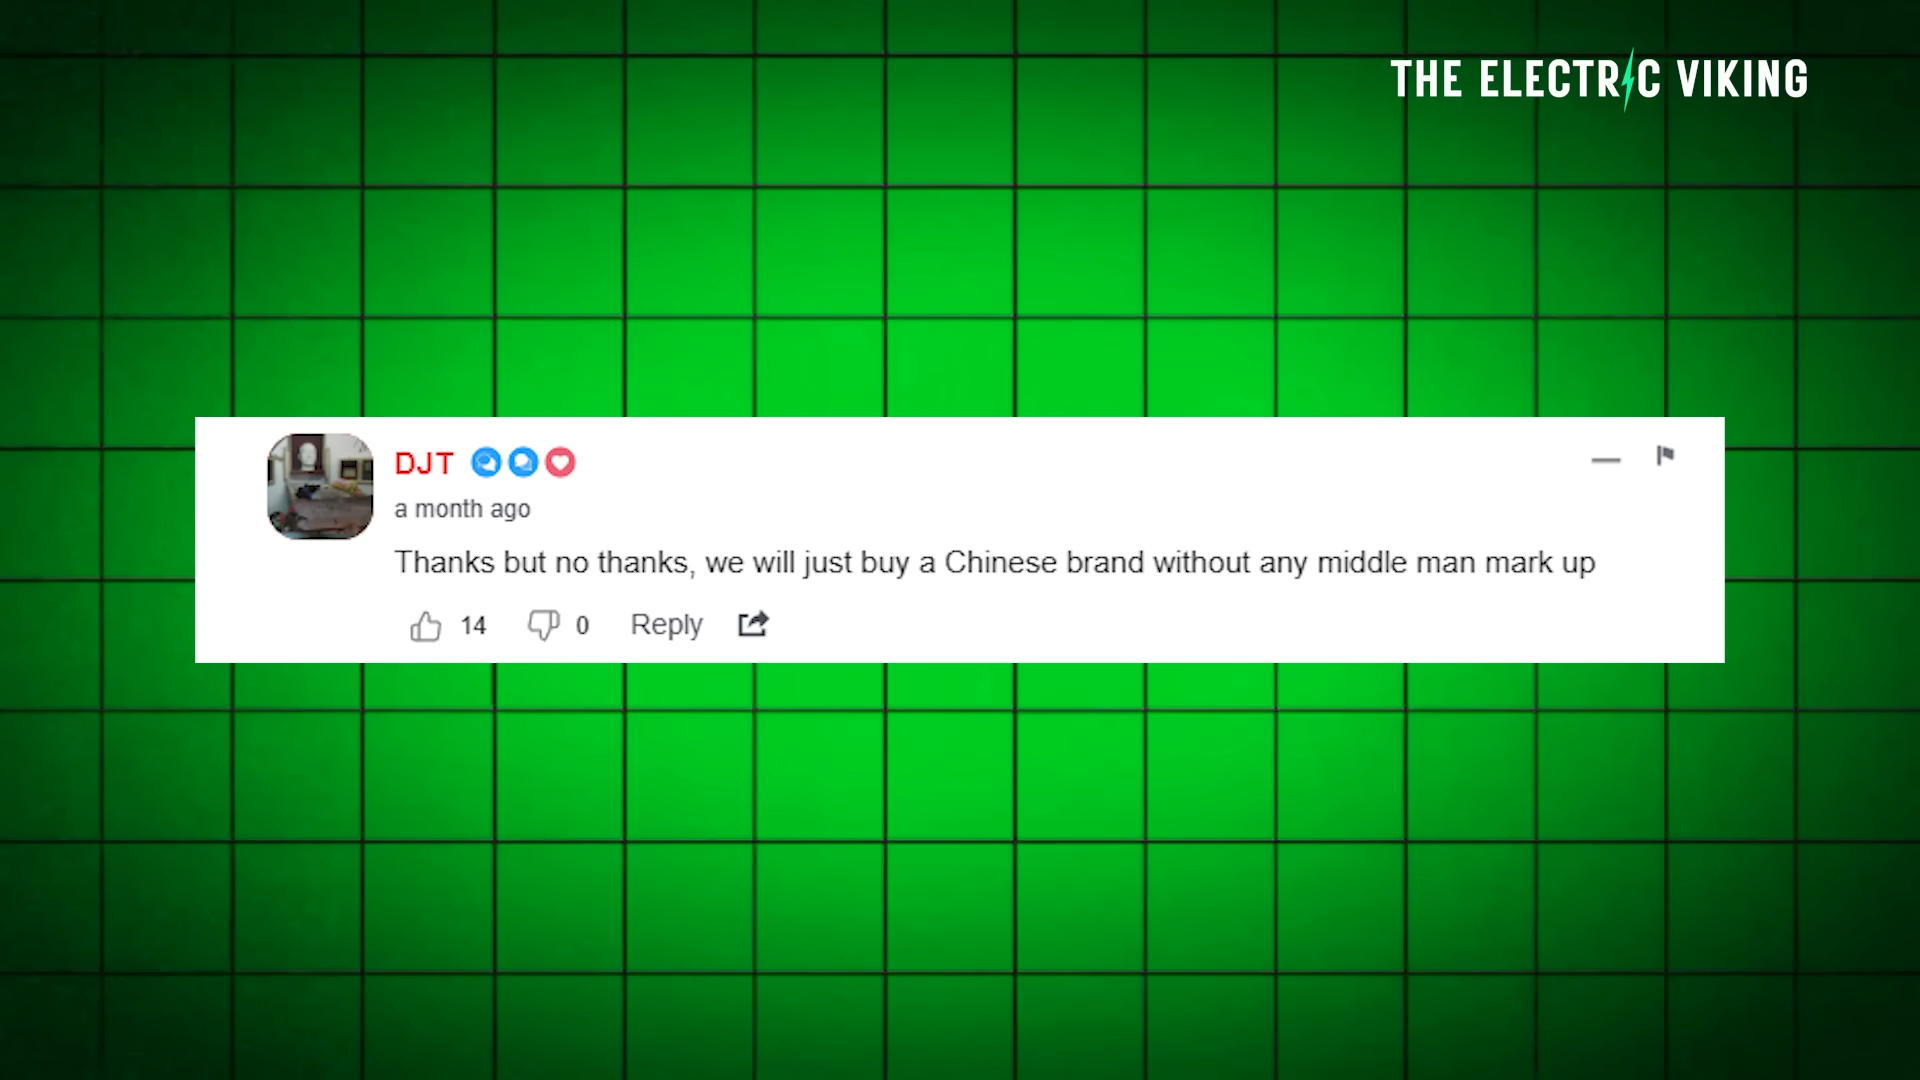 THE ELECTRIC VIKING
DJT
a month ago
Thanks but no thanks, we will just buy a Chinese brand without any middle man mark up
14 0 Reply